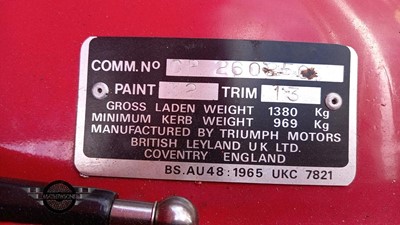 COMM. Nº
PAINT TRIM 13
GROSS LADEN WEIGHT 1380 Kg
MINIMUM KERB WEIGHT 969 Kg
MANUFACTURED BY TRIUMPH MOTORS
BRITISH LEYLAND UK LTD.
COVENTRY ENGLAND
BS.AU48:1965 UKC 7821